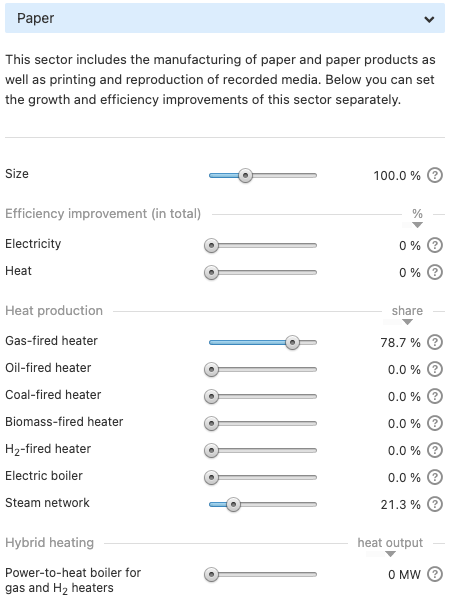 Paper
This sector includes the manufacturing of paper and paper products as
well as printing and reproduction of recorded media. Below you can set
the growth and efficiency improvements of this sector separately.
Size 100.0 % ?
Efficiency improvement (in total) %
Electricity 0 % ?
Heat 0 % ?
Heat production share
Gas-fired heater 78.7 % ?
Oil-fired heater 0.0 % ?
Coal-fired heater 0.0 % ?
Biomass-fired heater 0.0 % ?
H₂-fired heater 0.0 % ?
Electric boiler 0.0 % ?
Steam network 21.3 % ?
Hybrid heating heat output
Power-to-heat boiler for 0 MW ?
gas and H₂ heaters